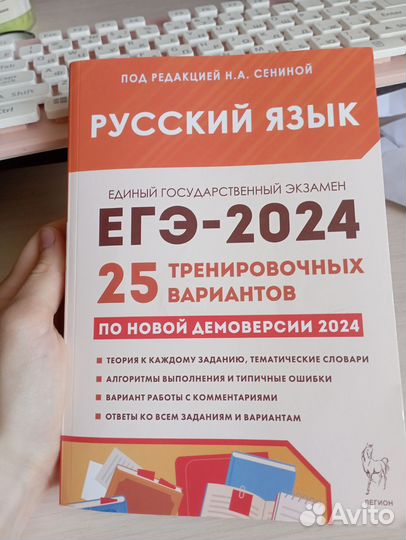 ПОД РЕДАКЦИЕЙ Н.А. СЕНИНОЙ
РУССКИЙ ЯЗЫК
ЕДИНЫЙ ГОСУДАРСТВЕННЫЙ ЭКЗАМЕН
ЕГЭ-2024
25 ТРЕНИРОВОЧНЫХ
ВАРИАНТОВ
ПО НОВОЙ ДЕМОВЕРСИИ 2024
ТЕОРИЯ К КАЖДОМУ ЗАДАНИЮ, ТЕМАТИЧЕСКИЕ СЛОВАРИ
АЛГОРИТМЫ ВЫПОЛНЕНИЯ И ТИПИЧНЫЕ ОШИБКИ
ВАРИАНТ РАБОТЫ С КОММЕНТАРИЯМИ
ОТВЕТЫ КО ВСЕМ ЗАДАНИЯМ И ВАРИАНТАМ
ЛЕГИОН
Avito